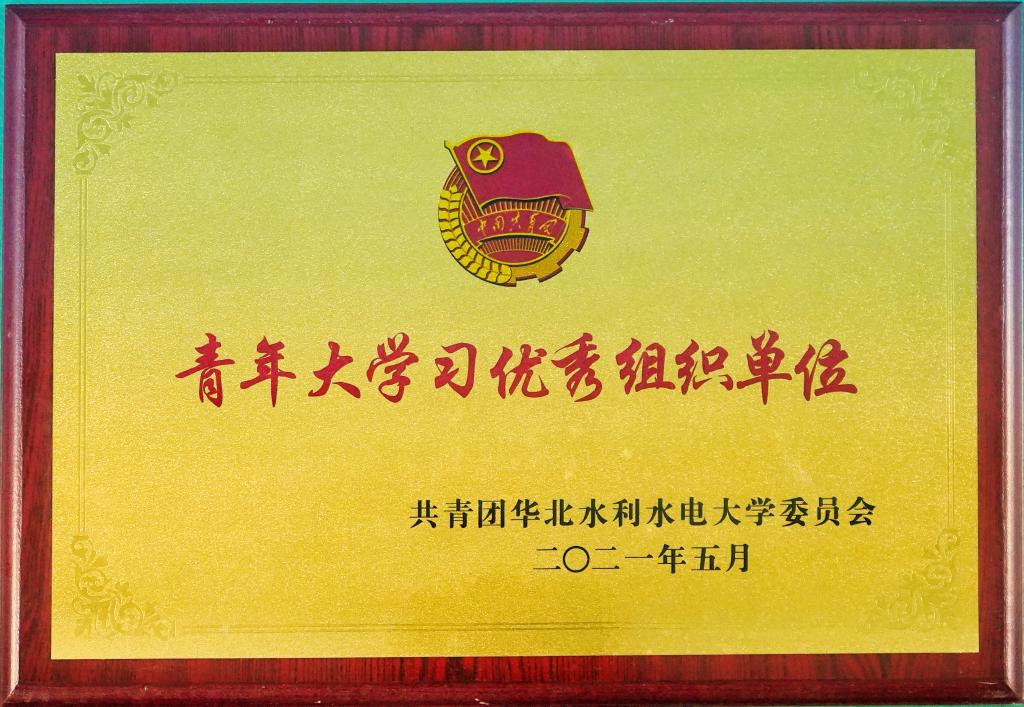 中国共青团
青年大学习优秀组织单位
共青团华北水利水电大学委员会
二〇二一年五月